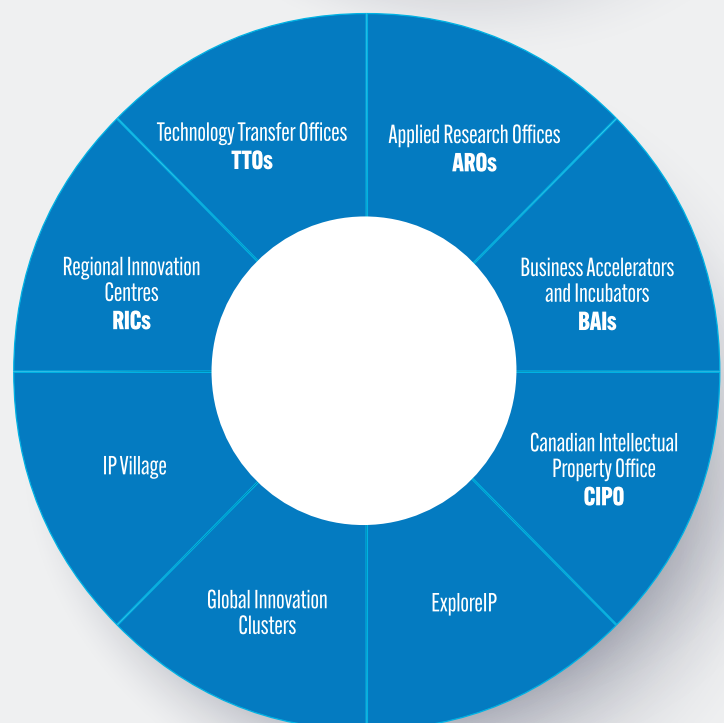 Technology Transfer Offices
TTOs
Applied Research Offices
AROs
Business Accelerators
and Incubators
BAIs
Canadian Intellectual
Property Office
CIPO
ExploreIP
Global Innovation
Clusters
IP Village
Regional Innovation
Centres
RICs